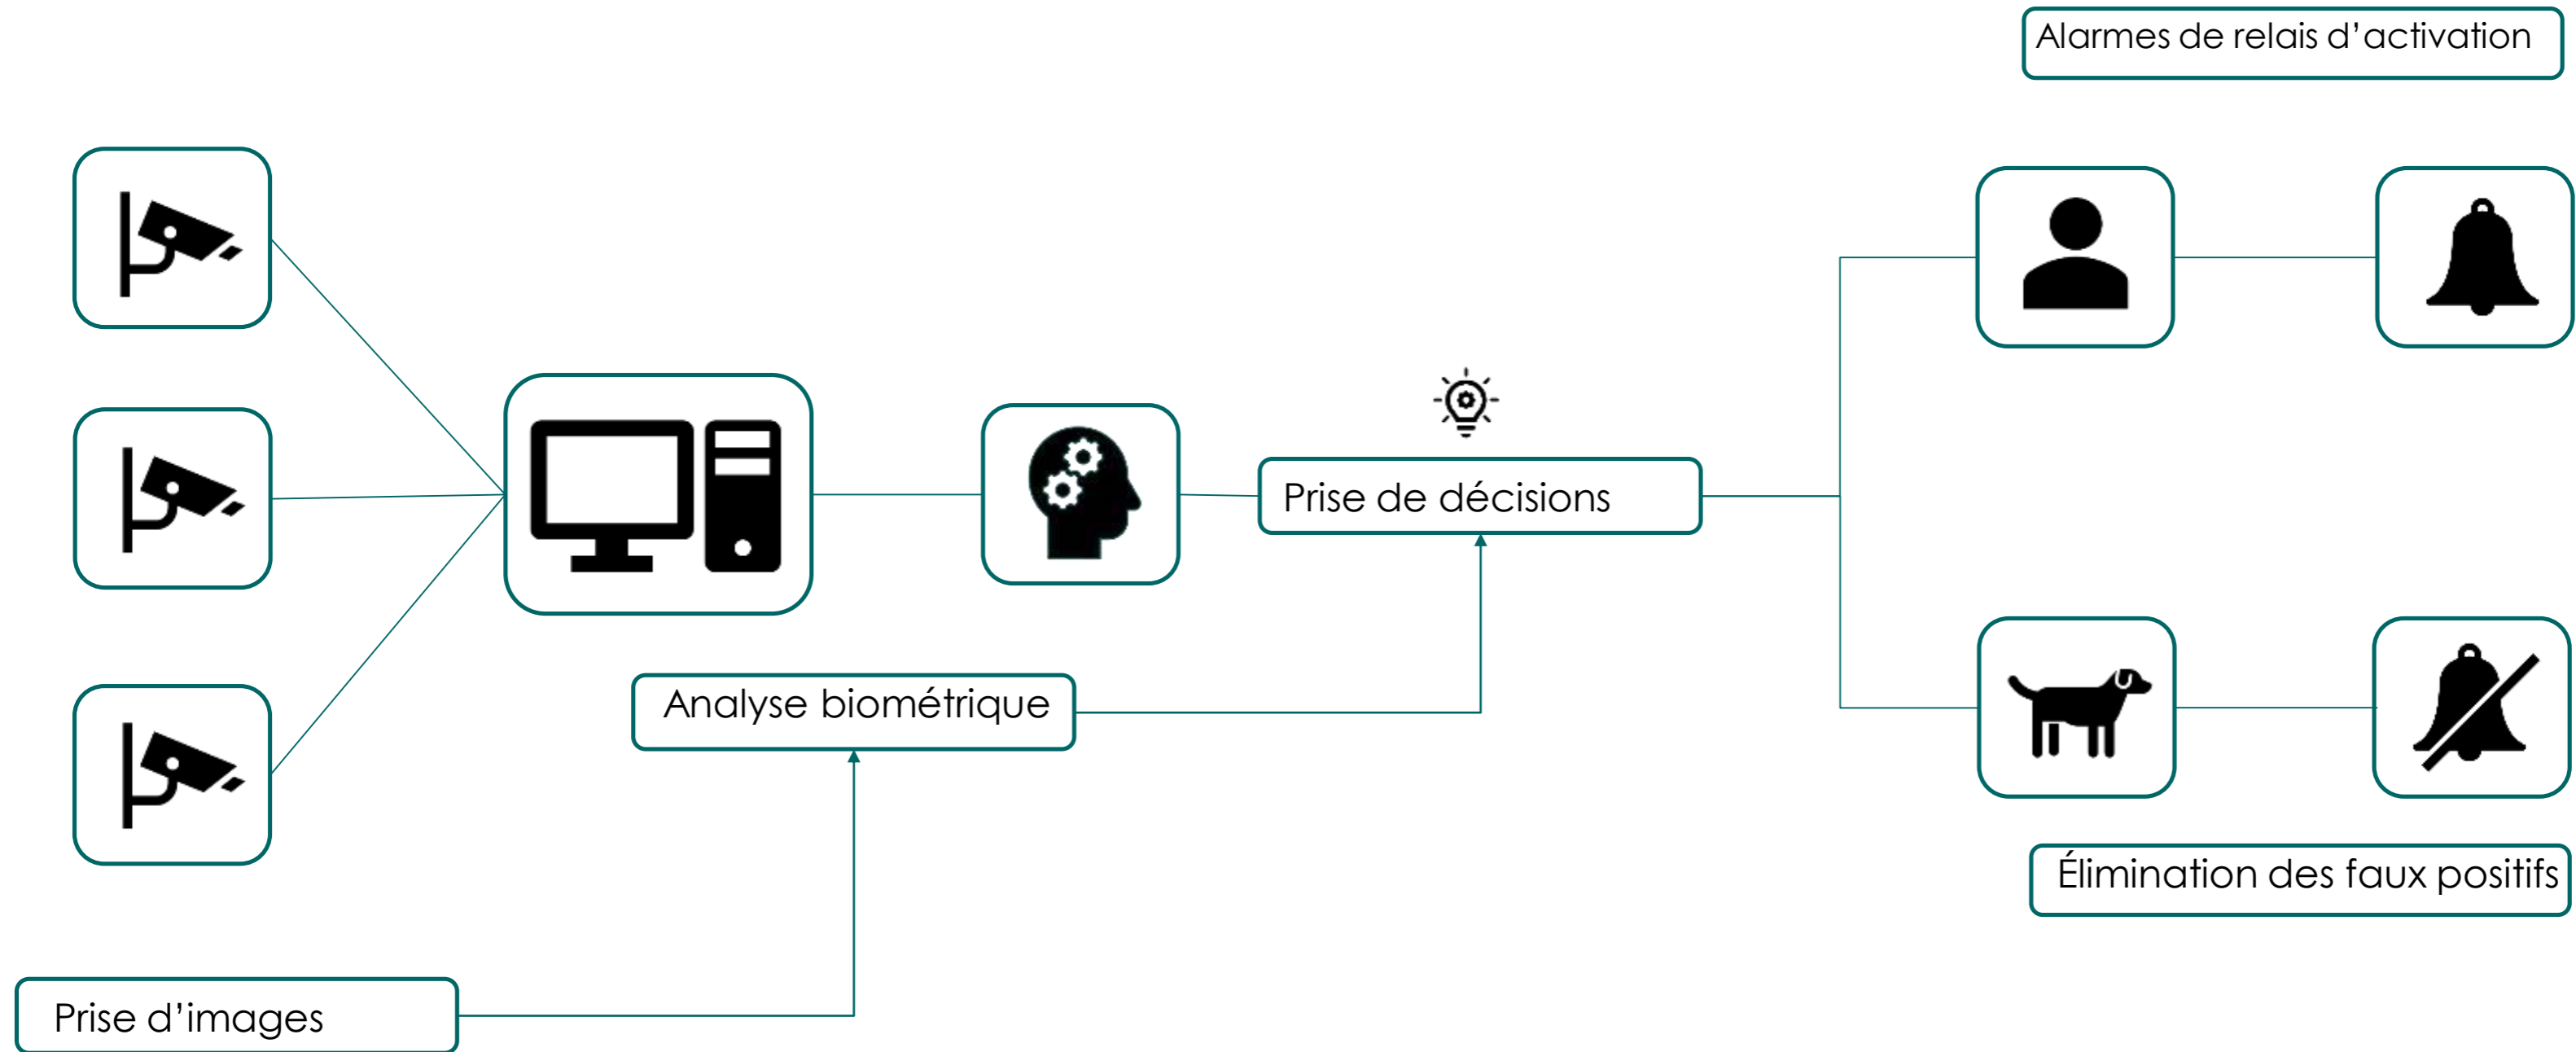 Alarmes de relais d’activation
Prise de décisions
Analyse biométrique
Élimination des faux positifs
Prise d’images